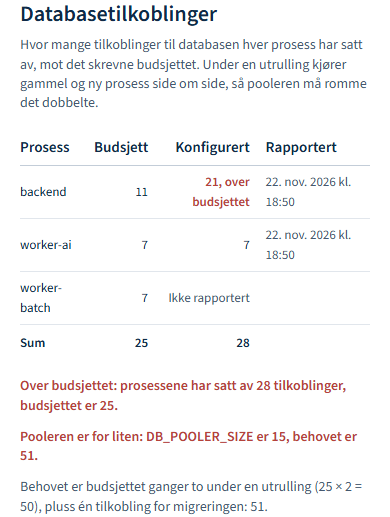 Databasetilkoblinger
Hvor mange tilkoblinger til databasen hver prosess har satt
av, mot det skrevne budsjettet. Under en utrulling kjører
gammel og ny prosess side om side, så pooleren må romme
det dobbelte.
Prosess Budsjett Konfigurert Rapportert
backend 11 21, over budsjettet 22. nov. 2026 kl. 18:50
worker-ai 7 7 22. nov. 2026 kl. 18:50
worker-batch 7 Ikke rapportert
Sum 25 28
Over budsjettet: prosessene har satt av 28 tilkoblinger,
budsjettet er 25.
Pooleren er for liten: DB_POOLER_SIZE er 15, behovet er
51.
Behovet er budsjettet ganger to under en utrulling (25 × 2 =
50), pluss én tilkobling for migreringen: 51.